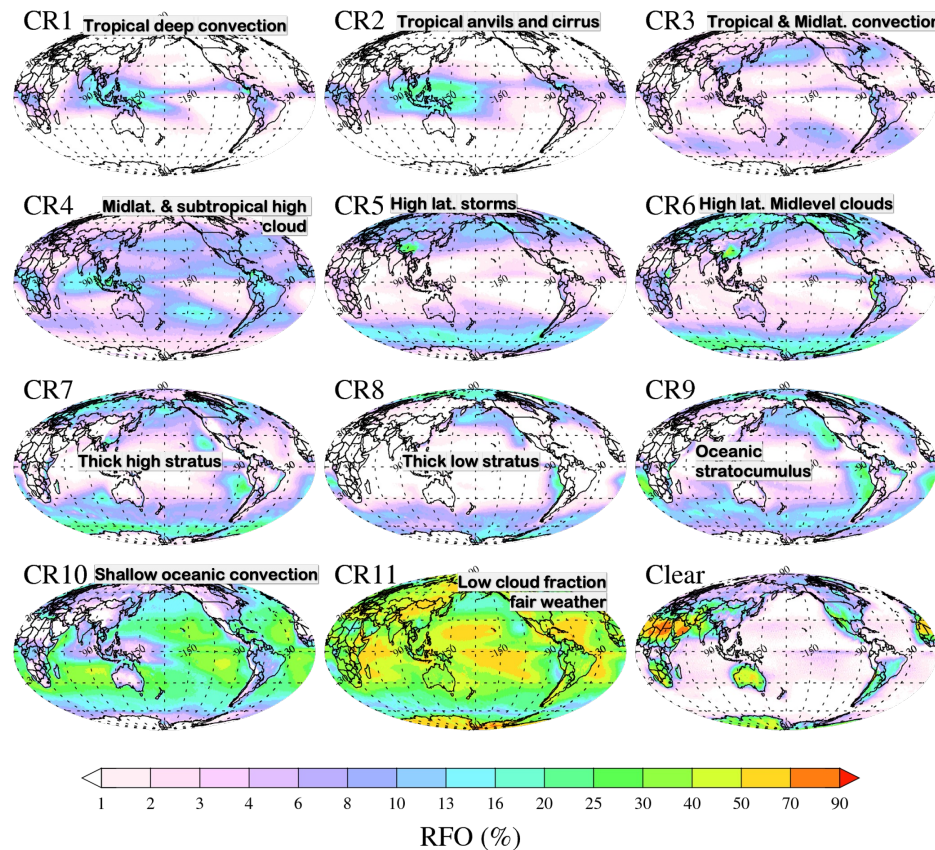 CR1 Tropical deep convection
CR2 Tropical anvils and cirrus
CR3 Tropical & Midlat. convection
CR4 Midlat. & subtropical high
cloud
CR5 High lat. storms
CR6 High lat. Midlevel clouds
CR7
Thick high stratus
CR8
Thick low stratus
CR9
Oceanic
stratocumulus
CR10 Shallow oceanic convection
CR11 Low cloud fraction
fair weather
Clear
1 2 3 4 6 8 10 13 16 20 25 30 40 50 70 90
RFO (%)